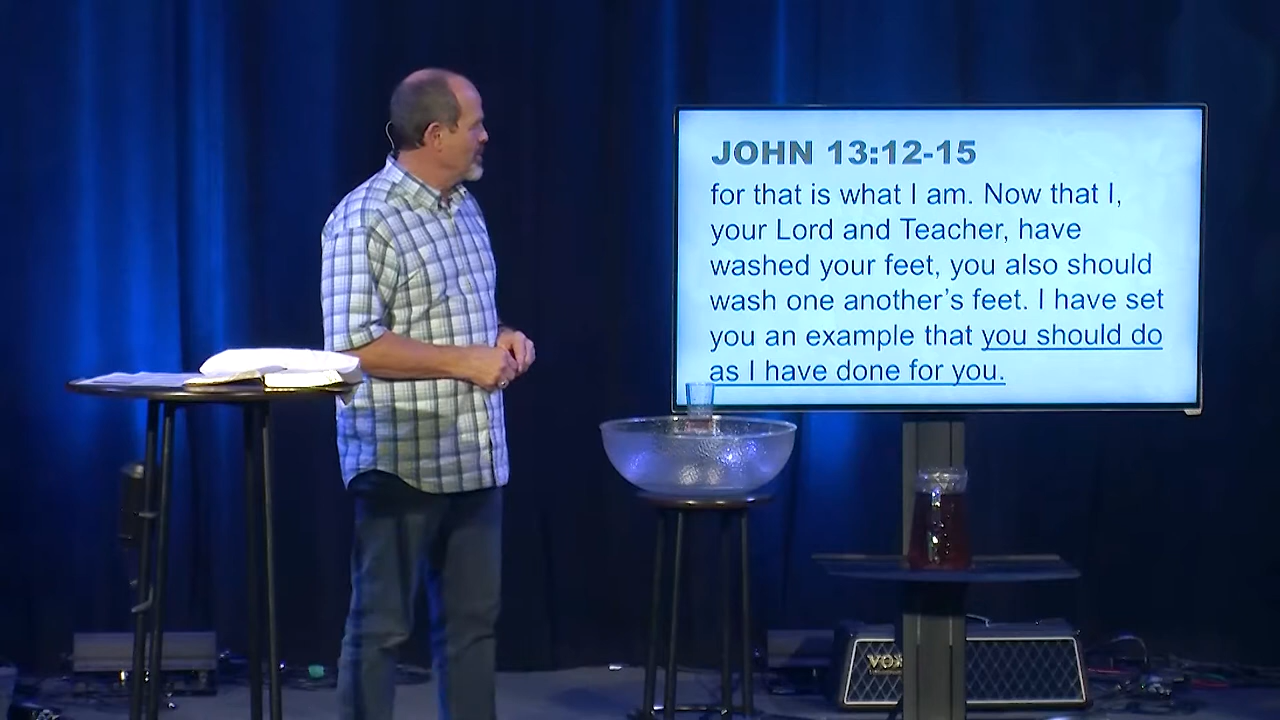 JOHN 13:12-15
for that is what I am. Now that I,
your Lord and Teacher, have
washed your feet, you also should
wash one another’s feet. I have set
you an example that you should do
as I have done for you.
VOX